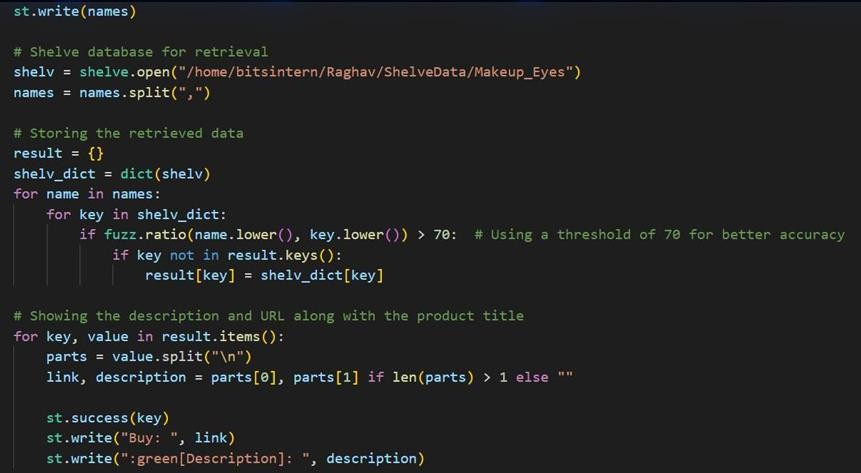 st.write(names)
# Shelve database for retrieval
shelv = shelve.open("/home/bitsintern/Raghav/ShelveData/Makeup_Eyes")
names = names.split(",")
# Storing the retrieved data
result = {}
shelv_dict = dict(shelv)
for name in names:
    for key in shelv_dict:
        if fuzz.ratio(name.lower(), key.lower()) > 70:  # Using a threshold of 70 for better accuracy
            if key not in result.keys():
                result[key] = shelv_dict[key]
# Showing the description and URL along with the product title
for key, value in result.items():
    parts = value.split("\n")
    link, description = parts[0], parts[1] if len(parts) > 1 else ""
    st.success(key)
    st.write("Buy: ", link)
    st.write(":green[Description]: ", description)